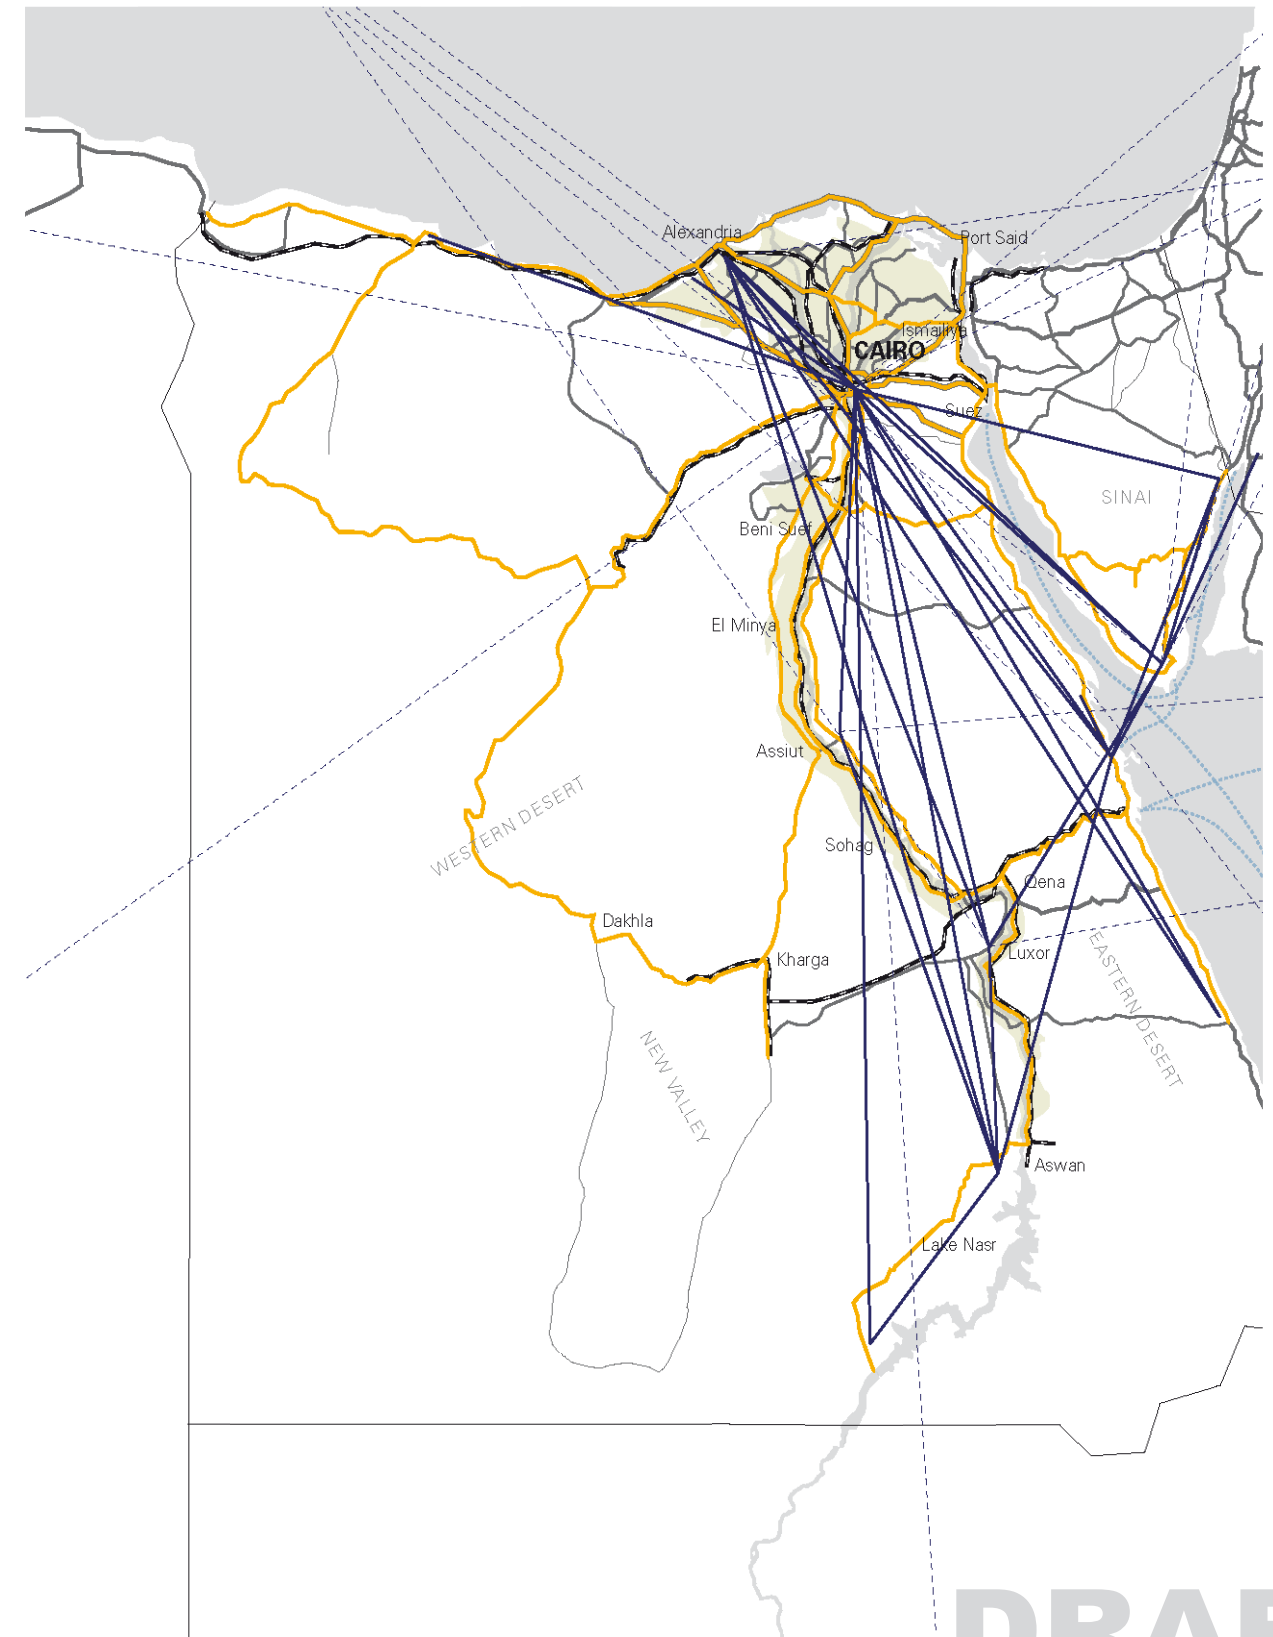 Alexandria
Port Said
Ismailiya
CAIRO
Suez
SINAI
Beni Suef
El Minya
Assiut
WESTERN DESERT
Sohag
Qena
Dakhla
Kharga
Luxor
EASTERN DESERT
NEW VALLEY
Aswan
Lake Nasr